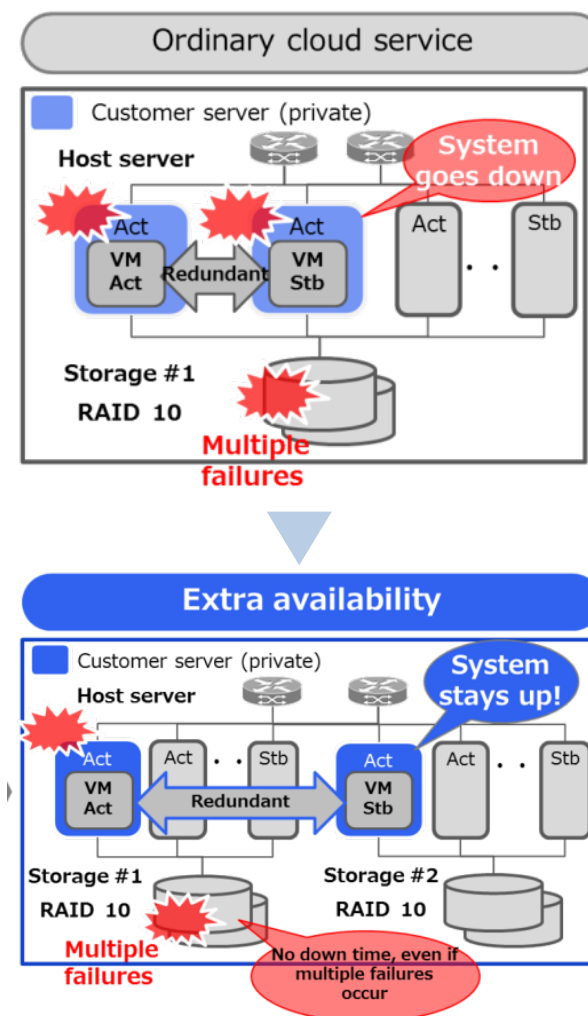 Ordinary cloud service
Customer server (private)
Host server
System
goes down
Act
VM
Act
Redundant
Act
VM
Stb
Act
. .
Stb
Storage #1
RAID 10
Multiple
failures
Extra availability
Customer server (private)
Host server
System
stays up!
Act
VM
Act
Act
. .
Stb
Redundant
Act
VM
Stb
Act
. .
Stb
Storage #1
RAID 10
Multiple
failures
Storage #2
RAID 10
No down time, even if
multiple failures
occur